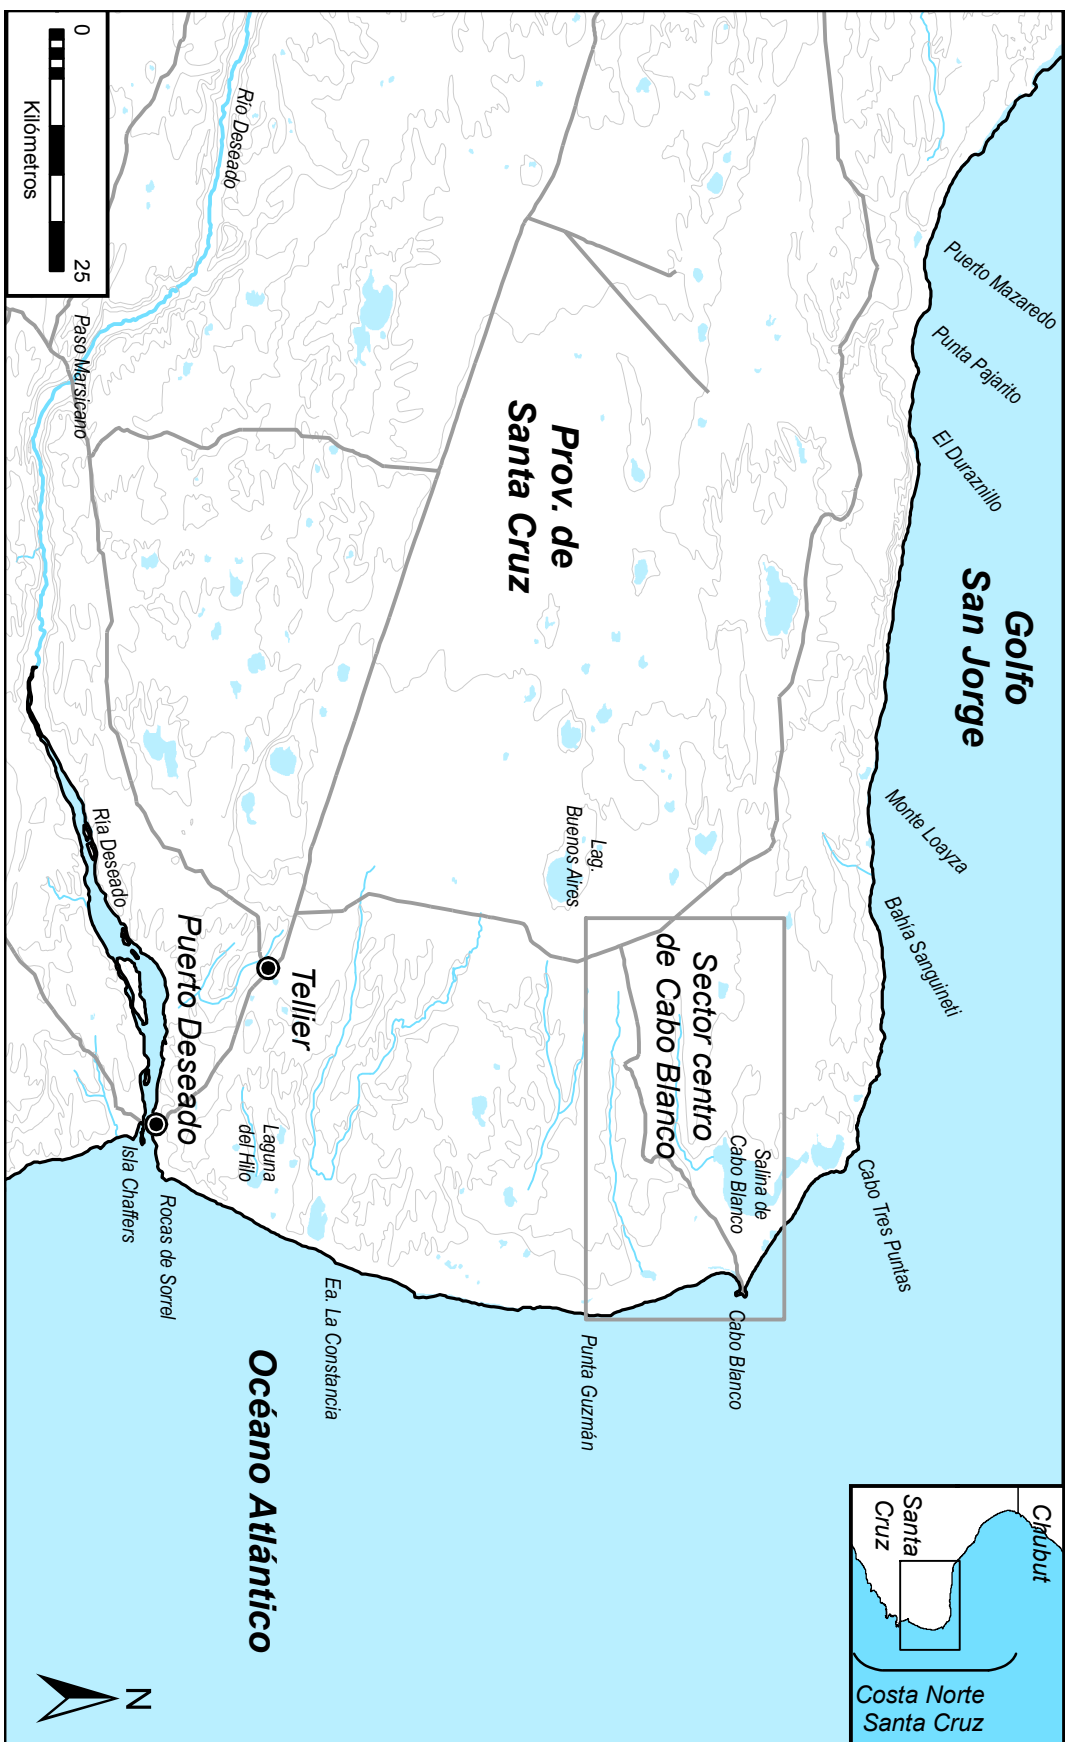 Golfo
San Jorge
Puerto Mazaredo
Punta Pajarito
El Duraznillo
Monte Loayza
Bahía Sanguineti
Cabo Tres Puntas
Chubut
Santa
Cruz
Costa Norte
Santa Cruz
Prov. de
Santa Cruz
Lag.
Buenos Aires
Sector centro
de Cabo Blanco
Salina de
Cabo Blanco
Cabo Blanco
Punta Guzmán
Ea. La Constancia
Rocas de Sorrel
Isla Chaffers
Océano Atlántico
Rio Deseado
Paso Marsicano
Ría Deseado
Tellier
Puerto Deseado
Laguna
del Hilo
0
25
Kilómetros
N